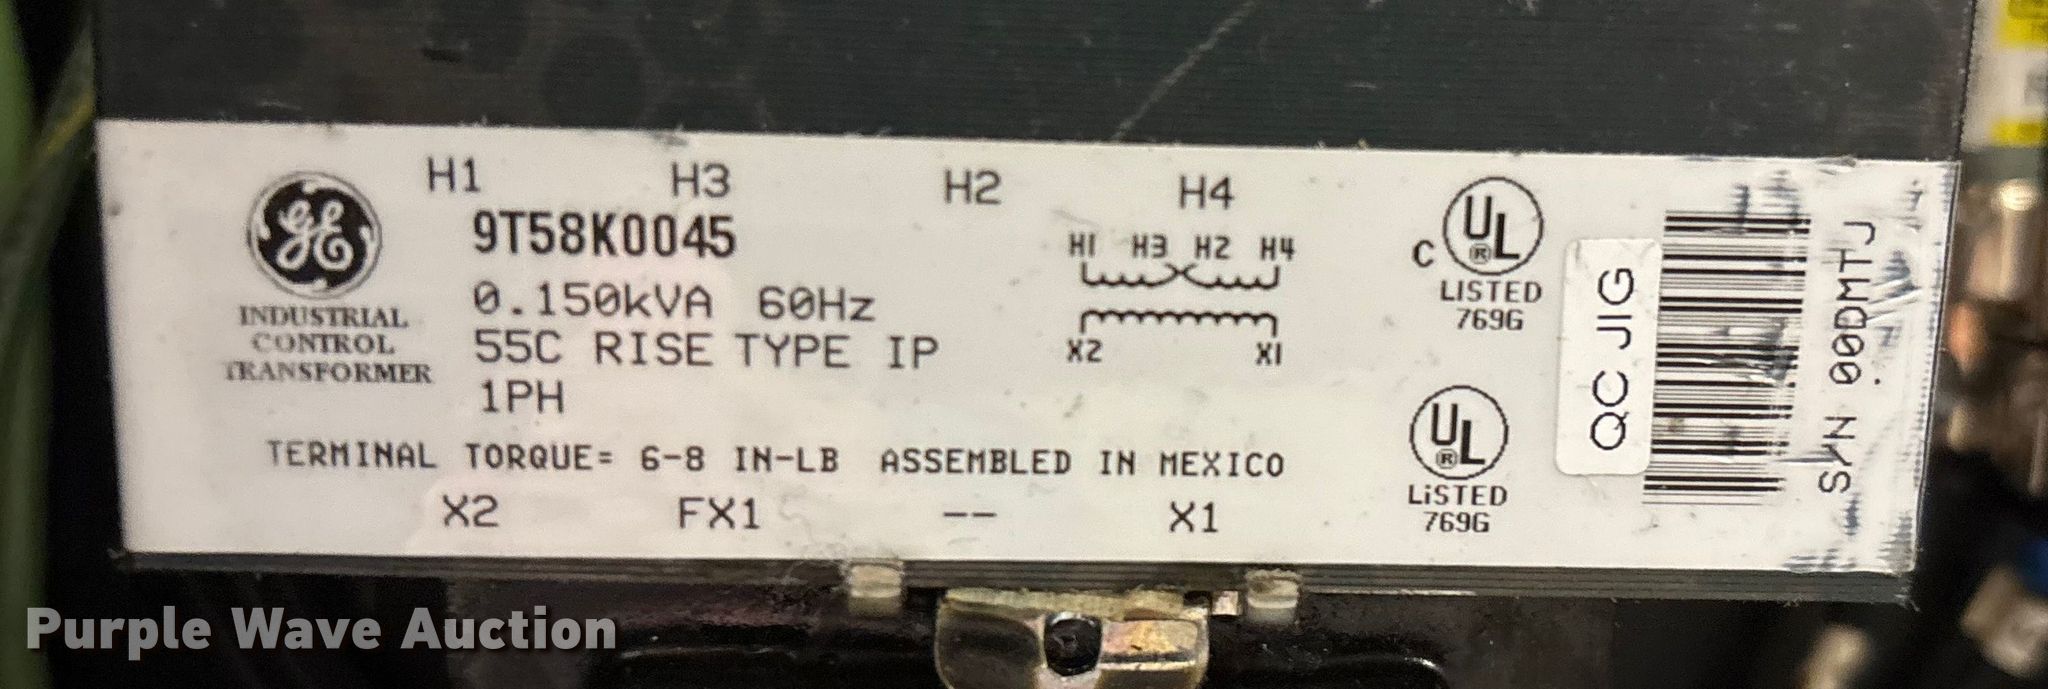 H1 H3 H2 H4
GE
INDUSTRIAL
CONTROL
TRANSFORMER
9T58K0045
0.150kVA 60Hz
55C RISE TYPE IP
1PH
H1 H3 H2 H4
X2 X1
C UL ®
LISTED
769G
UL ®
LiSTED
769G
TERMINAL TORQUE= 6-8 IN-LB ASSEMBLED IN MEXICO
X2 FX1 -- X1
QC JIG
S/N 00DMTJ
Purple Wave Auction